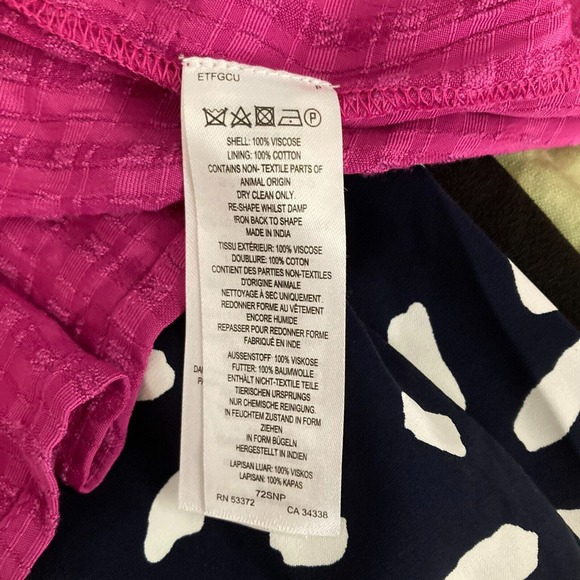 ETFGCU
P
SHELL: 100% VISCOSE
LINING: 100% COTTON
CONTAINS NON-TEXTILE PARTS OF
ANIMAL ORIGIN
DRY CLEAN ONLY.
RE-SHAPE WHILST DAMP
IRON BACK TO SHAPE
MADE IN INDIA
TISSU EXTÉRIEUR: 100% VISCOSE
DOUBLURE: 100% COTON
CONTIENT DES PARTIES NON-TEXTILES
D'ORIGINE ANIMALE
NETTOYAGE À SEC UNIQUEMENT.
REDONNER FORME AU VÊTEMENT
ENCORE HUMIDE
REPASSER POUR REDONNER FORME
FABRIQUÉ EN INDE
AUSSENSTOFF: 100% VISKOSE
FUTTER: 100% BAUMWOLLE
ENTHÄLT NICHT-TEXTILE TEILE
TIERISCHEN URSPRUNGS
NUR CHEMISCHE REINIGUNG.
IN FEUCHTEM ZUSTAND IN FORM
ZIEHEN
IN FORM BÜGELN
HERGESTELLT IN INDIEN
LAPISAN LUAR: 100% VISKOS
LAPISAN: 100% KAPAS
RN 53372 72SNP CA 34338